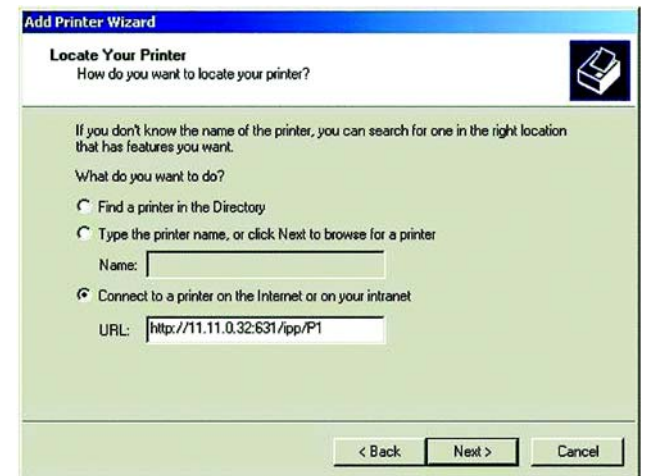 Add Printer Wizard
Locate Your Printer
How do you want to locate your printer?
If you don't know the name of the printer, you can search for one in the right location
that has features you want.
What do you want to do?
Find a printer in the Directory
Type the printer name, or click Next to browse for a printer
Name:
Connect to a printer on the Internet or on your intranet
URL: http://11.11.0.32:631/ipp/P1
< Back Next > Cancel